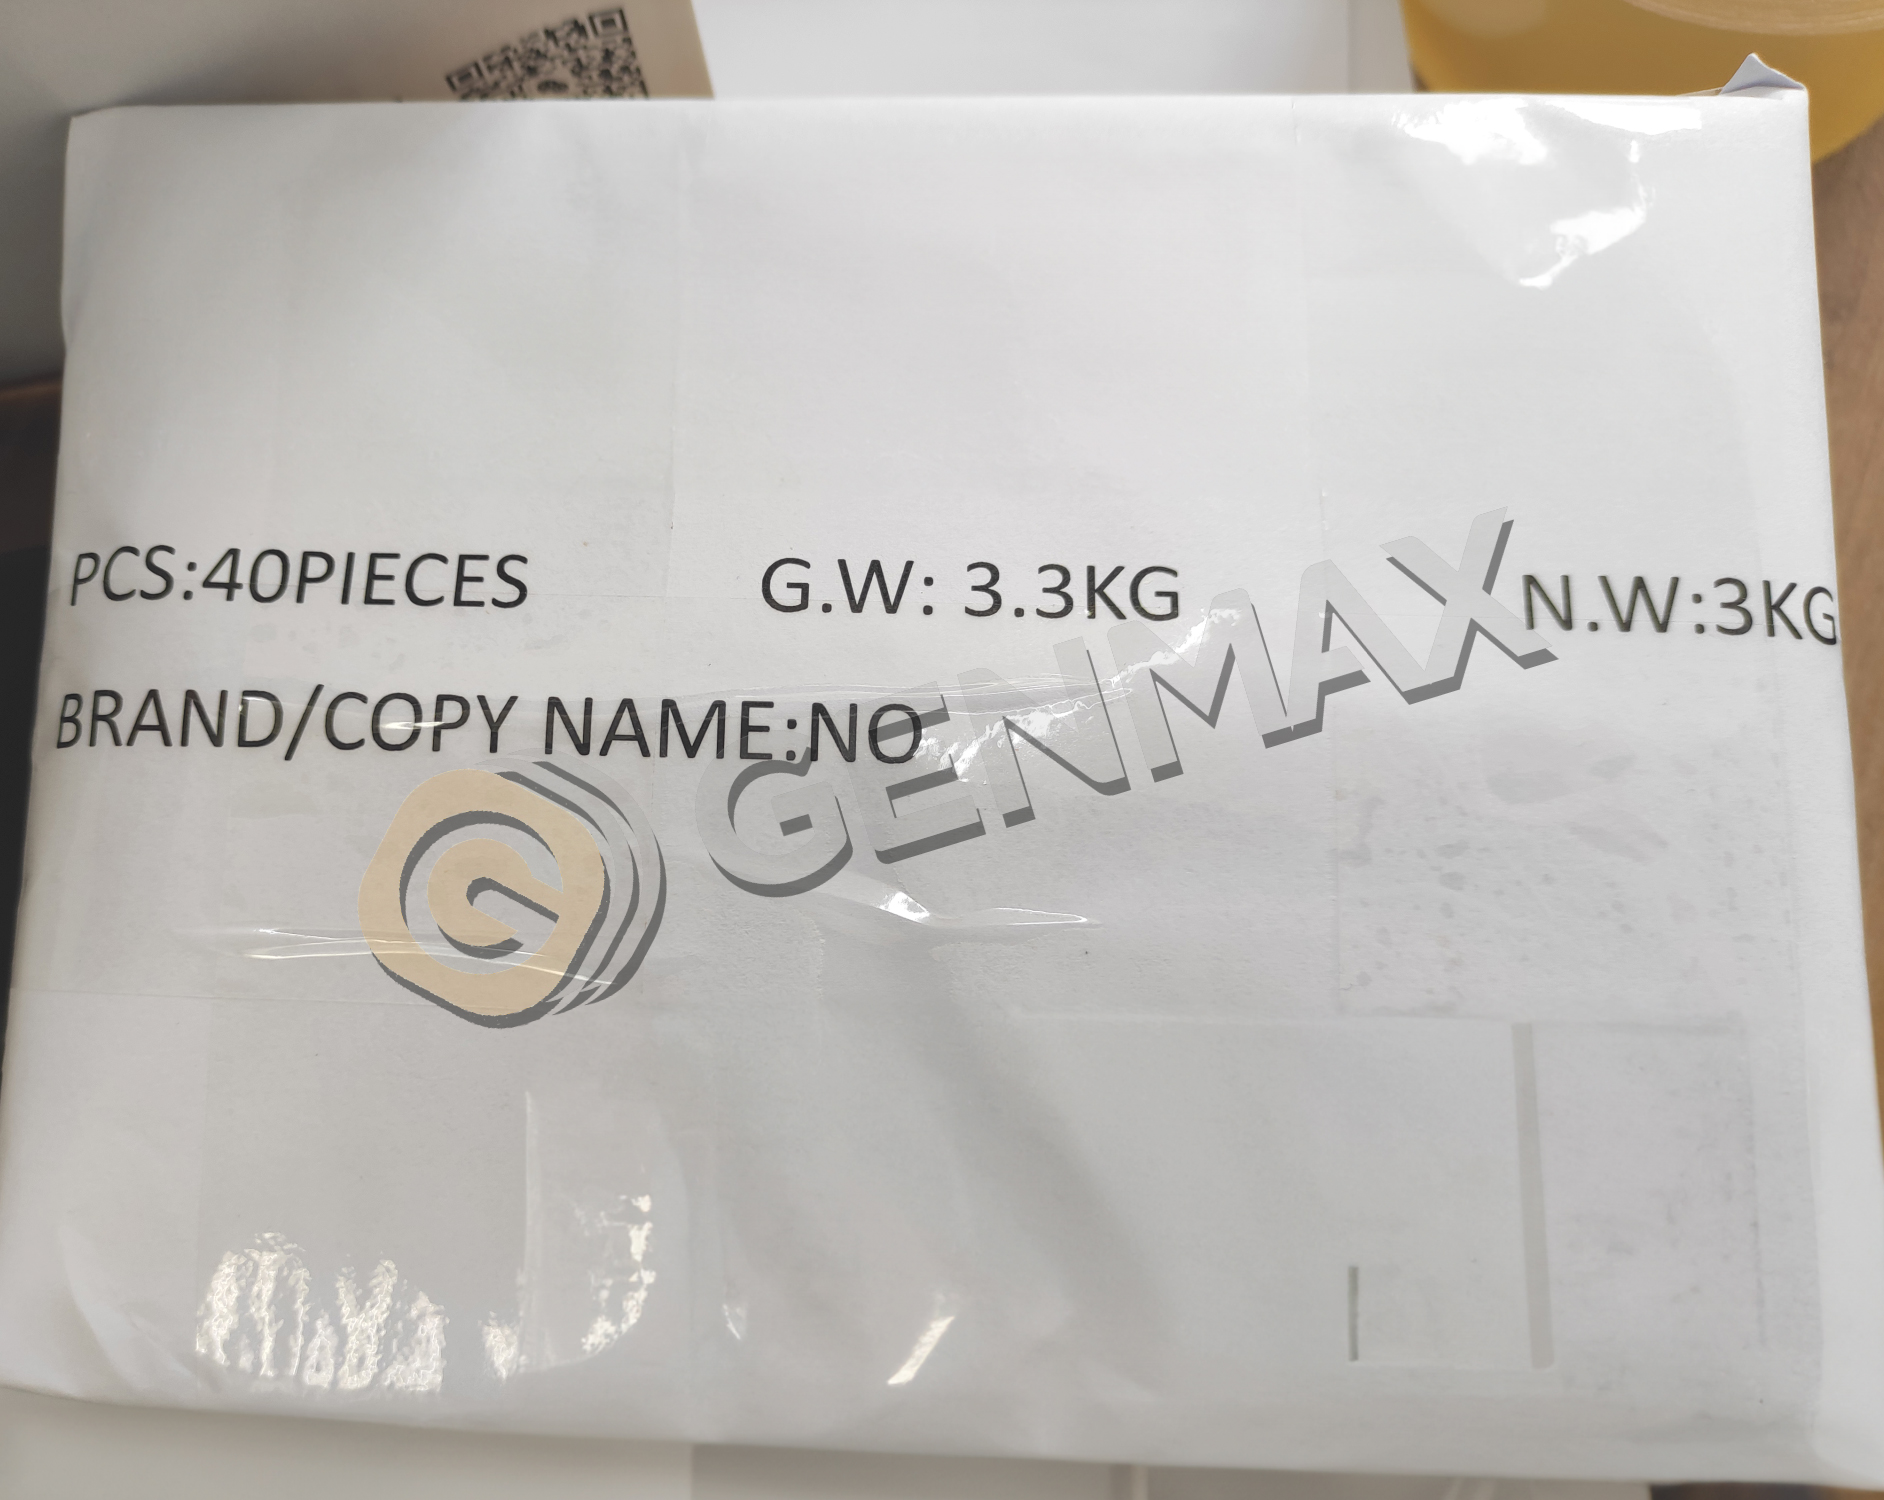 PCS:40PIECES G.W: 3.3KG N.W:3KG
BRAND/COPY NAME:NO
GENMAX